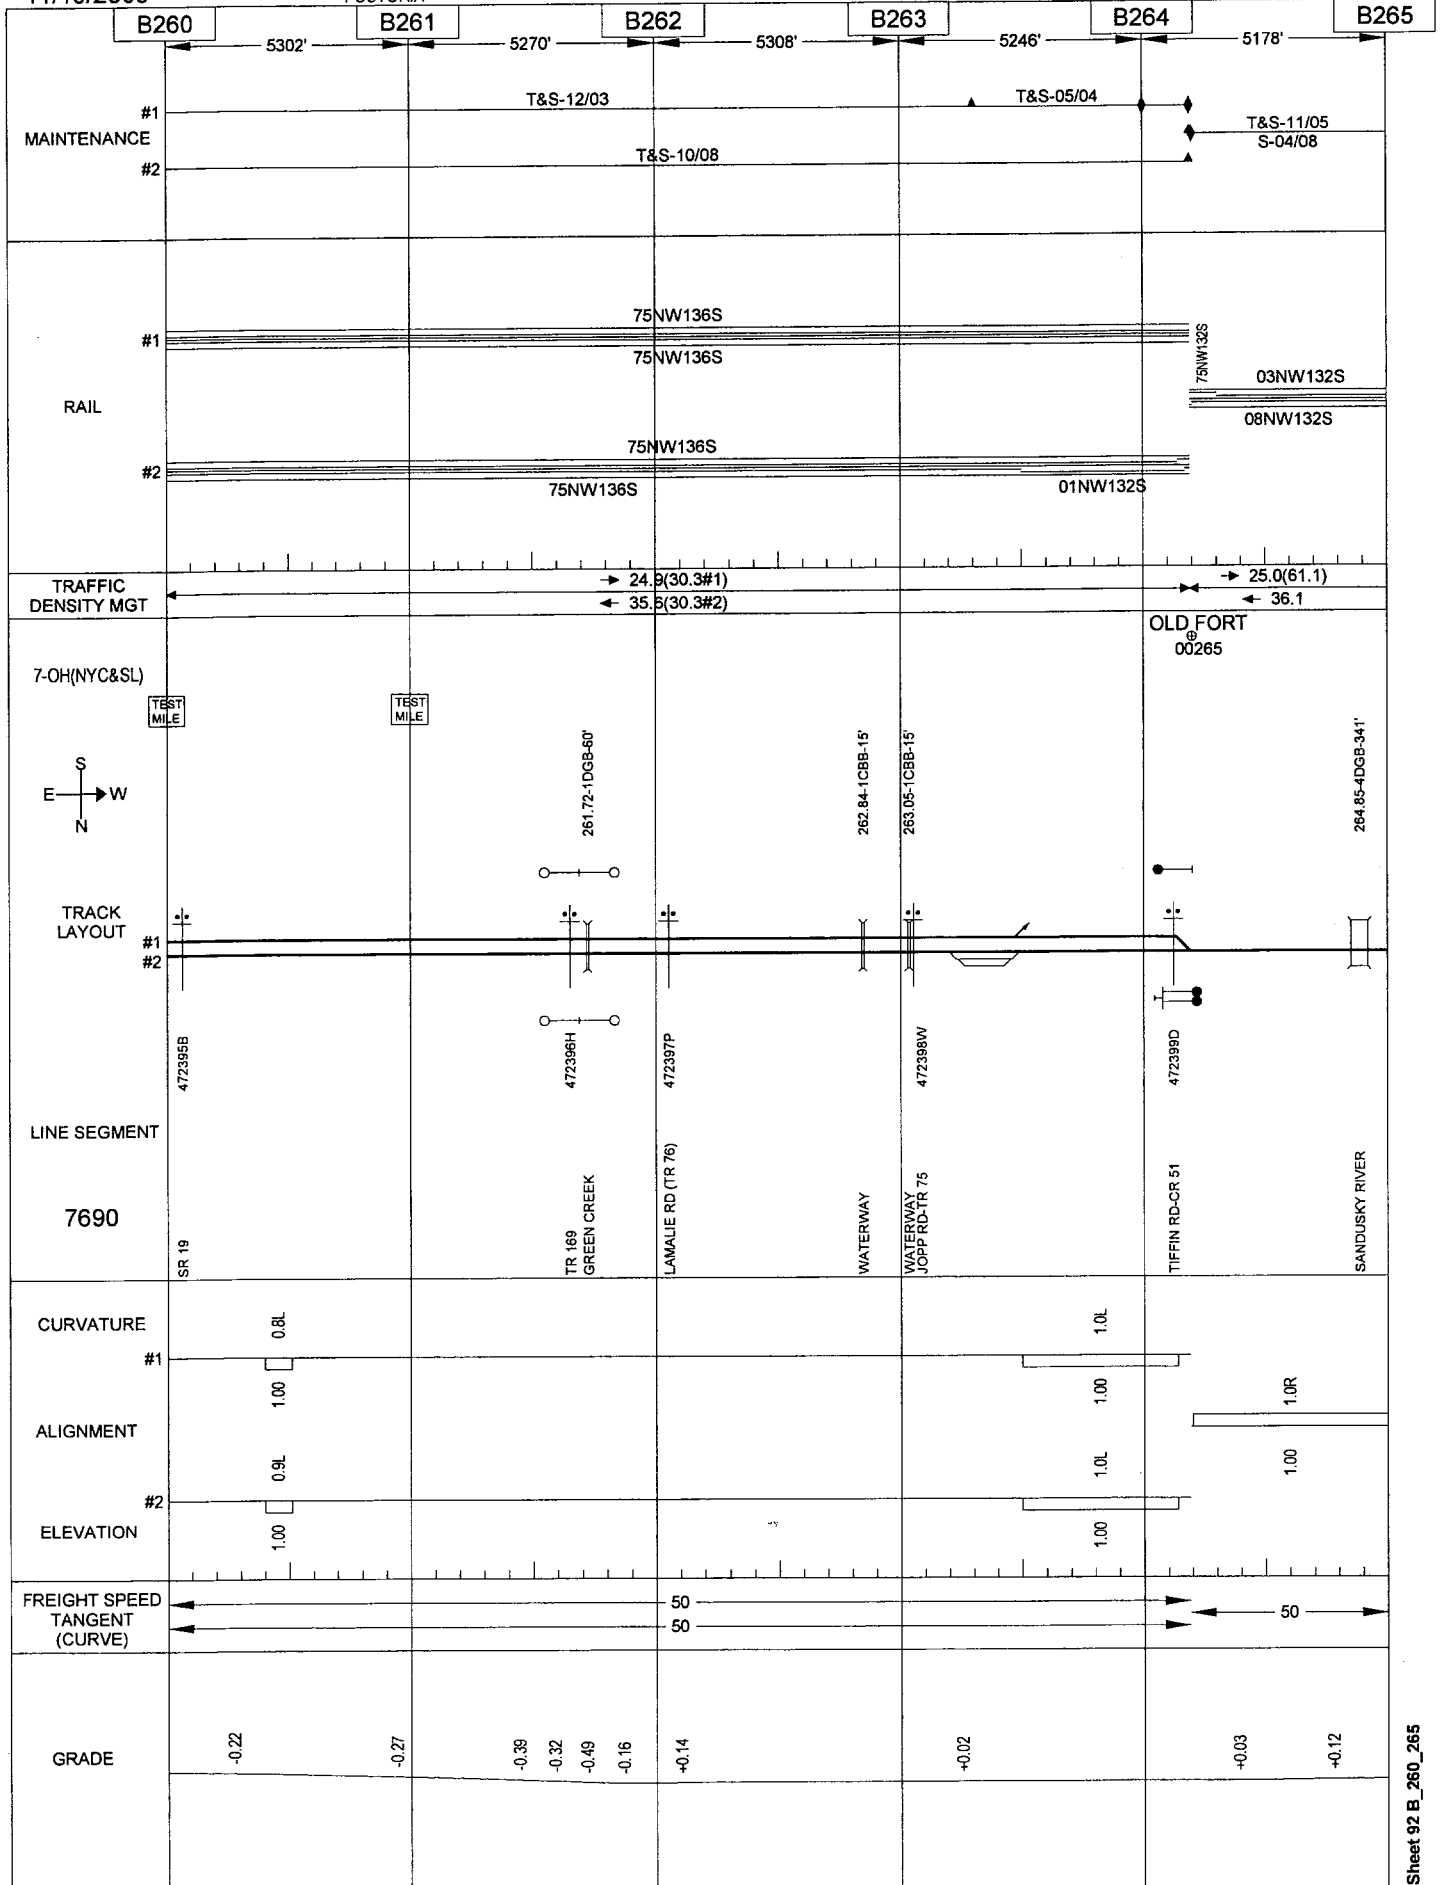 B260 B261 B262 B263 B264 B265
5302' 5270' 5308' 5246' 5178'
MAINTENANCE
#1
T&S-12/03
T&S-05/04
T&S-11/05
S-04/08
#2
T&S-10/08
RAIL
#1
75NW136S
75NW136S
75NW132S
03NW132S
08NW132S
#2
75NW136S
75NW136S
01NW132S
TRAFFIC
DENSITY MGT
24.9(30.3#1)
35.6(30.3#2)
25.0(61.1)
36.1
OLD FORT
00265
7-OH(NYC&SL)
TEST
MILE
TEST
MILE
S
E W
N
261.72-1DGB-60'
262.84-1CBB-15'
263.05-1CBB-15'
264.85-4DGB-341'
TRACK
LAYOUT
#1
#2
472395B
472396H
472397P
472398W
472399D
LINE SEGMENT
7690
SR 19
TR 169
GREEN CREEK
LAMALIE RD (TR 76)
WATERWAY
WATERWAY
JOPP RD-TR 75
TIFFIN RD-CR 51
SANDUSKY RIVER
CURVATURE
#1
0.8L
1.00
1.0L
1.00
ALIGNMENT
1.0R
1.00
#2
0.9L
1.00
1.0L
1.00
ELEVATION
FREIGHT SPEED
TANGENT
(CURVE)
50
50
50
GRADE
-0.22
-0.27
-0.39
-0.32
-0.49
-0.16
+0.14
+0.02
+0.03
+0.12
Sheet 92 B_260_265